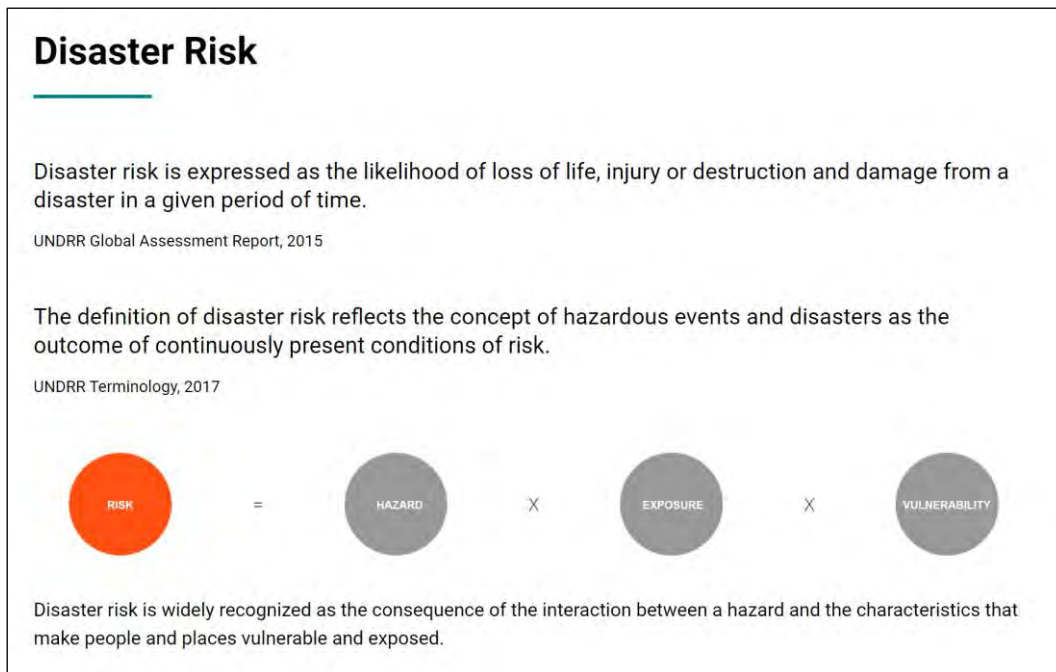 Disaster Risk
Disaster risk is expressed as the likelihood of loss of life, injury or destruction and damage from a
disaster in a given period of time.
UNDRR Global Assessment Report, 2015
The definition of disaster risk reflects the concept of hazardous events and disasters as the
outcome of continuously present conditions of risk.
UNDRR Terminology, 2017
RISK = HAZARD X EXPOSURE X VULNERABILITY
Disaster risk is widely recognized as the consequence of the interaction between a hazard and the characteristics that
make people and places vulnerable and exposed.